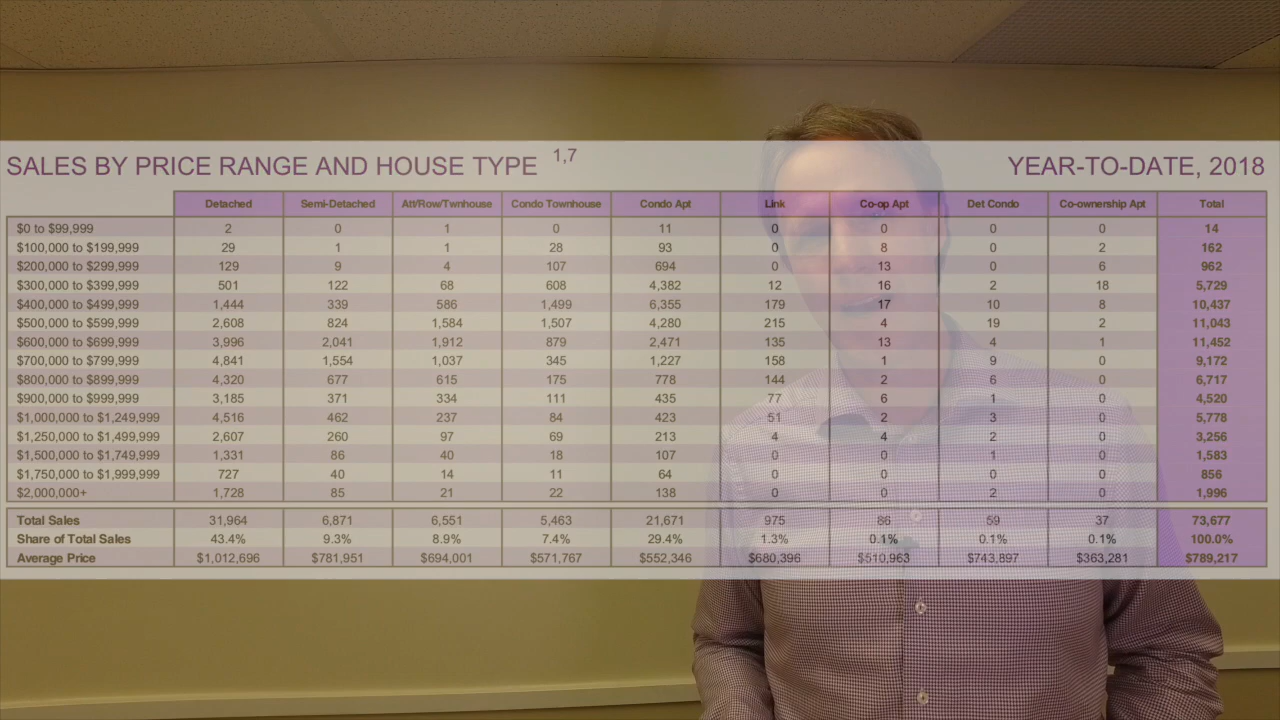 SALES BY PRICE RANGE AND HOUSE TYPE 1,7 YEAR-TO-DATE, 2018
Detached Semi-Detached Att/Row/Twnhouse Condo Townhouse Condo Apt Link Co-op Apt Det Condo Co-ownership Apt Total
$0 to $99,999 2 0 1 0 11 0 0 0 0 14
$100,000 to $199,999 29 1 1 28 93 0 8 0 2 162
$200,000 to $299,999 129 9 4 107 694 0 13 0 6 962
$300,000 to $399,999 501 122 68 608 4,382 12 16 2 18 5,729
$400,000 to $499,999 1,444 339 586 1,499 6,355 179 17 10 8 10,437
$500,000 to $599,999 2,608 824 1,584 1,507 4,280 215 4 19 2 11,043
$600,000 to $699,999 3,996 2,041 1,912 879 2,471 135 13 4 1 11,452
$700,000 to $799,999 4,841 1,554 1,037 345 1,227 158 1 9 0 9,172
$800,000 to $899,999 4,320 677 615 175 778 144 2 6 0 6,717
$900,000 to $999,999 3,185 371 334 111 435 77 6 1 0 4,520
$1,000,000 to $1,249,999 4,516 462 237 84 423 51 2 3 0 5,778
$1,250,000 to $1,499,999 2,607 260 97 69 213 4 4 2 0 3,256
$1,500,000 to $1,749,999 1,331 86 40 18 107 0 0 1 0 1,583
$1,750,000 to $1,999,999 727 40 14 11 64 0 0 0 0 856
$2,000,000+ 1,728 85 21 22 138 0 0 2 0 1,996
Total Sales 31,964 6,871 6,551 5,463 21,671 975 86 59 37 73,677
Share of Total Sales 43.4% 9.3% 8.9% 7.4% 29.4% 1.3% 0.1% 0.1% 0.1% 100.0%
Average Price $1,012,696 $781,951 $694,001 $571,767 $552,346 $680,396 $510,963 $743,897 $363,281 $789,217